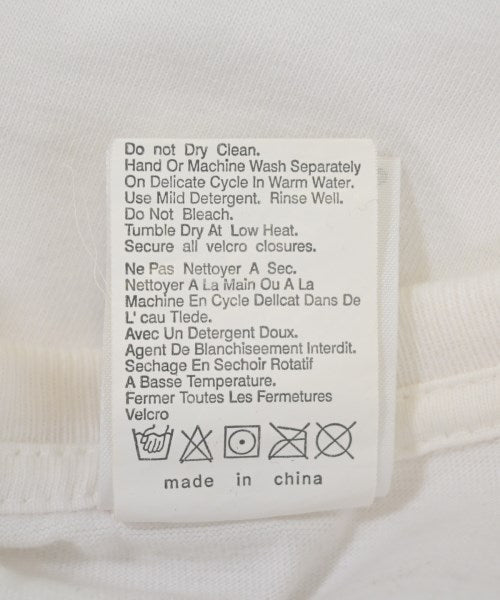 Do not Dry Clean.
Hand Or Machine Wash Separately
On Delicate Cycle In Warm Water.
Use Mild Detergent. Rinse Well.
Do Not Bleach.
Tumble Dry At Low Heat.
Secure all velcro closures.
Ne Pas Nettoyer A Sec.
Nettoyer A La Main Ou A La
Machine En Cycle Dellcat Dans De
L' cau Tlede.
Avec Un Detergent Doux.
Agent De Blanchiseement Interdit.
Sechage En Sechoir Rotatif
A Basse Temperature.
Fermer Toutes Les Fermetures
Velcro
made in china